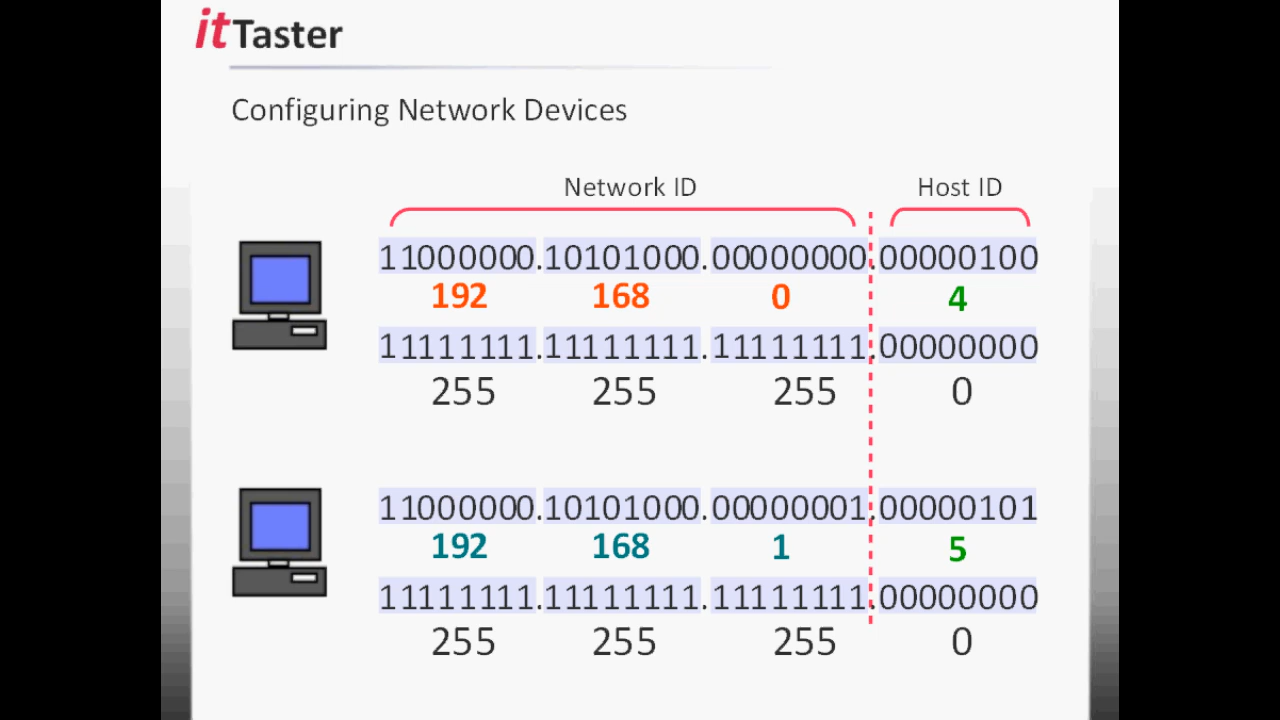 itTaster
Configuring Network Devices
Network ID Host ID
11000000.10101000.00000000.00000100
192 168 0 4
11111111.11111111.11111111.00000000
255 255 255 0
11000000.10101000.00000001.00000101
192 168 1 5
11111111.11111111.11111111.00000000
255 255 255 0